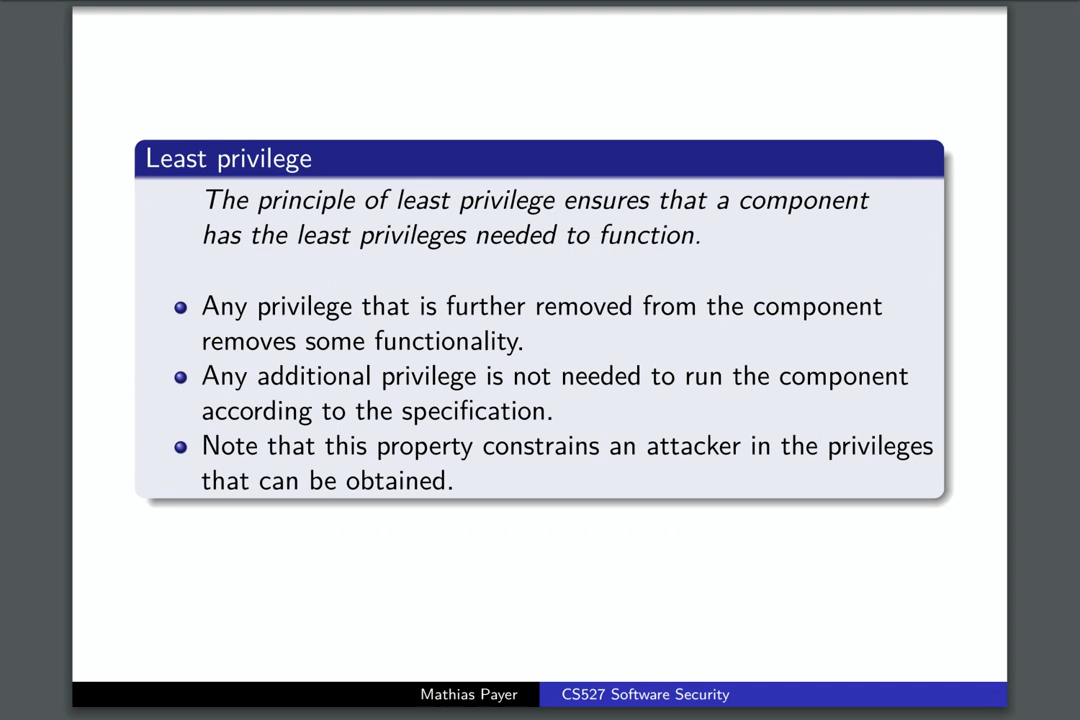 Least privilege
The principle of least privilege ensures that a component
has the least privileges needed to function.
Any privilege that is further removed from the component
removes some functionality.
Any additional privilege is not needed to run the component
according to the specification.
Note that this property constrains an attacker in the privileges
that can be obtained.
Mathias Payer
CS527 Software Security